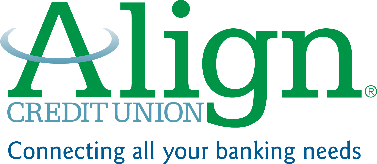 Align®
CREDIT UNION
Connecting all your banking needs